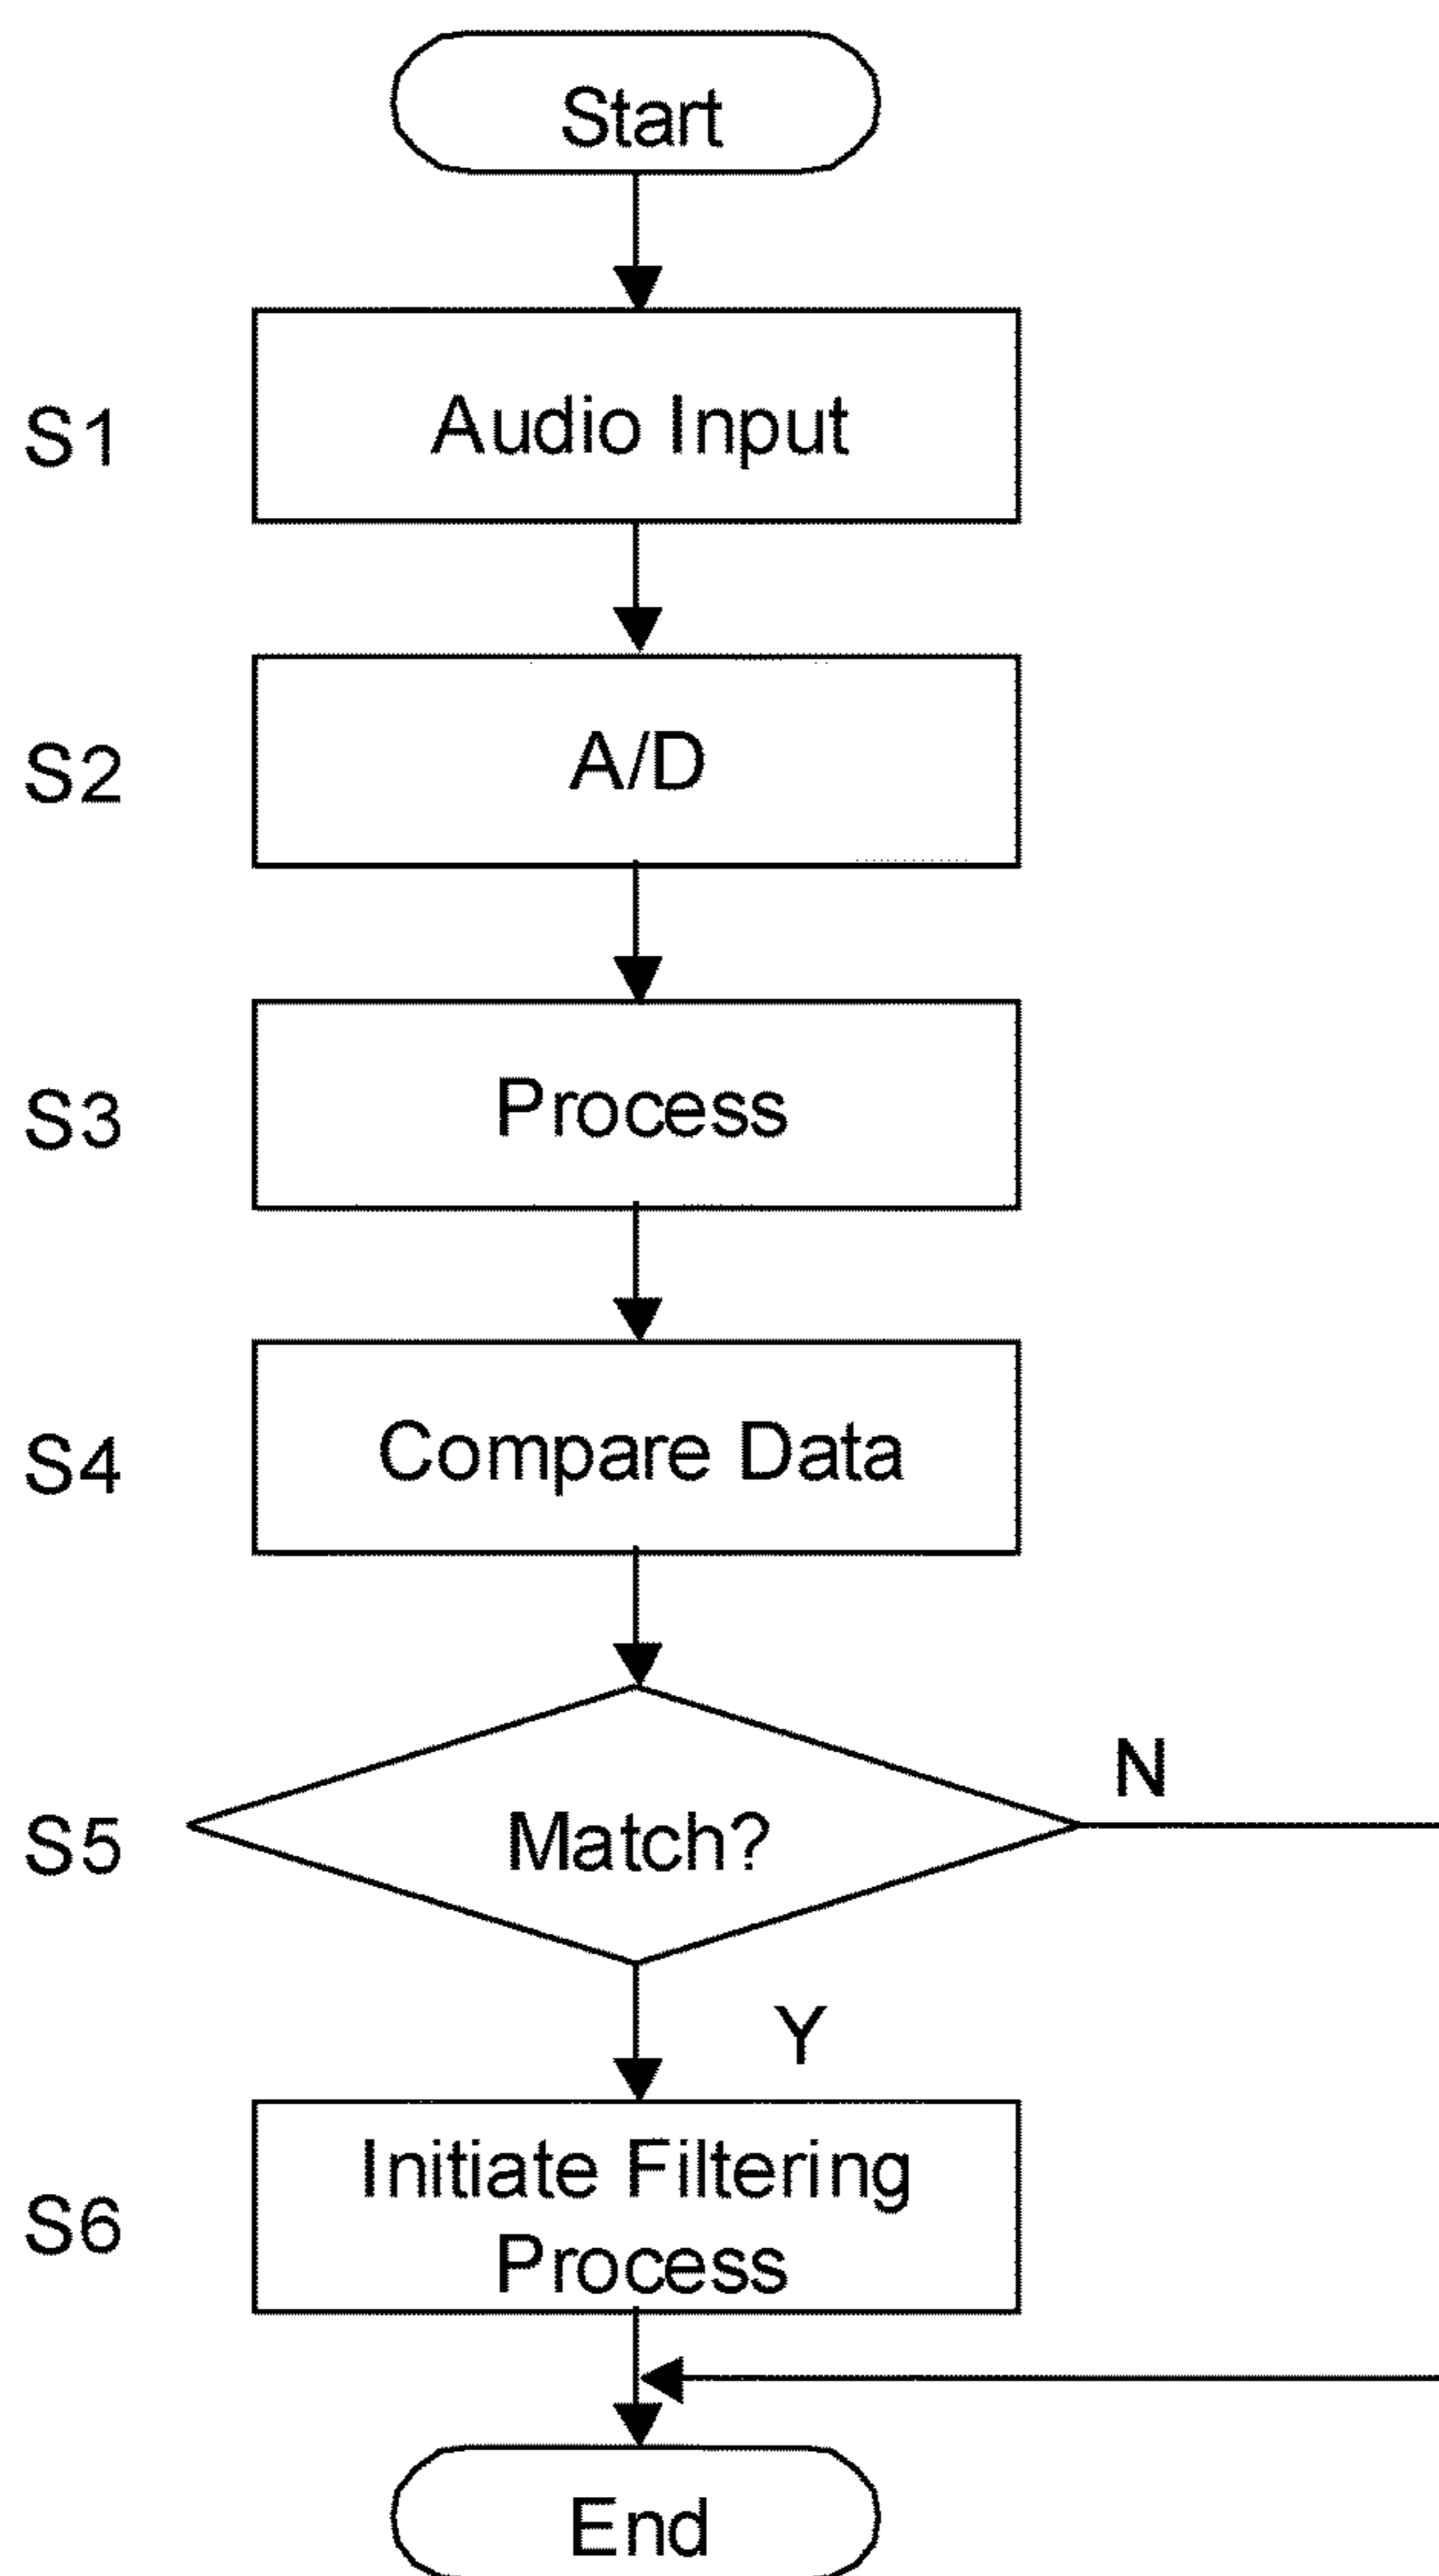 Start
S1
Audio Input
S2
A/D
S3
Process
S4
Compare Data
S5
Match?
N
Y
S6
Initiate Filtering
Process
End